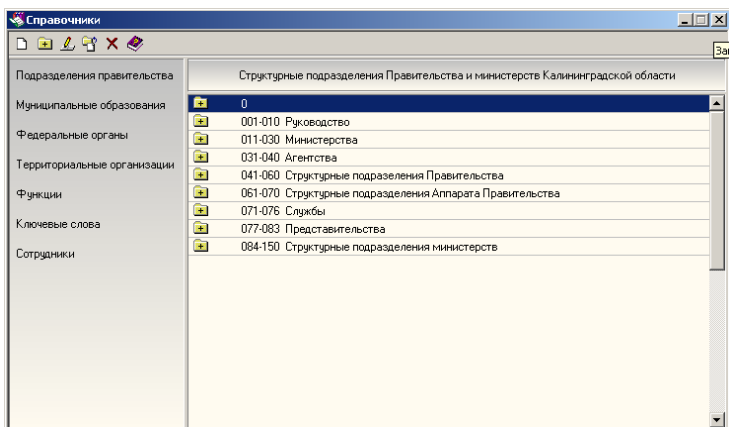 Справочники
За
Подразделения правительства
Муниципальные образования
Федеральные органы
Территориальные организации
Функции
Ключевые слова
Сотрудники
Структурные подразделения Правительства и министерств Калининградской области
0
001-010 Руководство
011-030 Министерства
031-040 Агентства
041-060 Структурные подразеления Правительства
061-070 Структурные подразделения Аппарата Правительства
071-076 Службы
077-083 Представительства
084-150 Структурные подразделения министерств